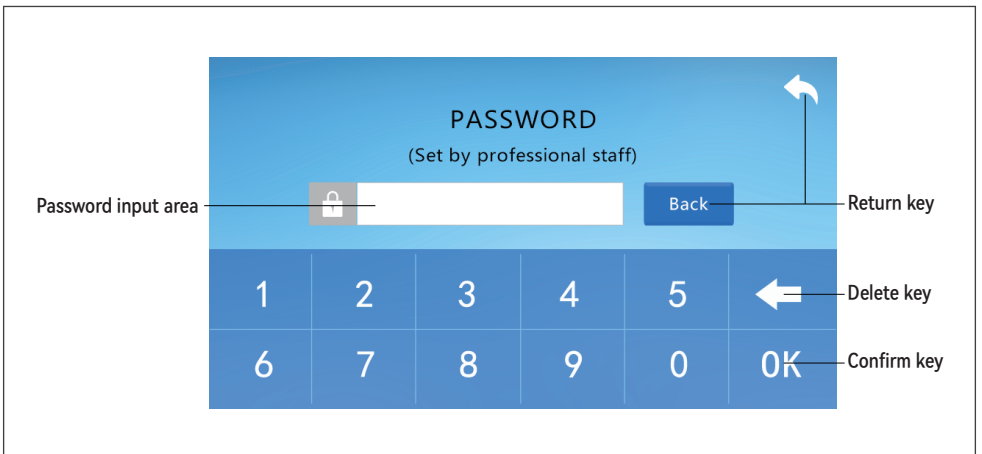 PASSWORD
(Set by professional staff)
Password input area
Back
Return key
1 2 3 4 5
Delete key
6 7 8 9 0 OK
Confirm key